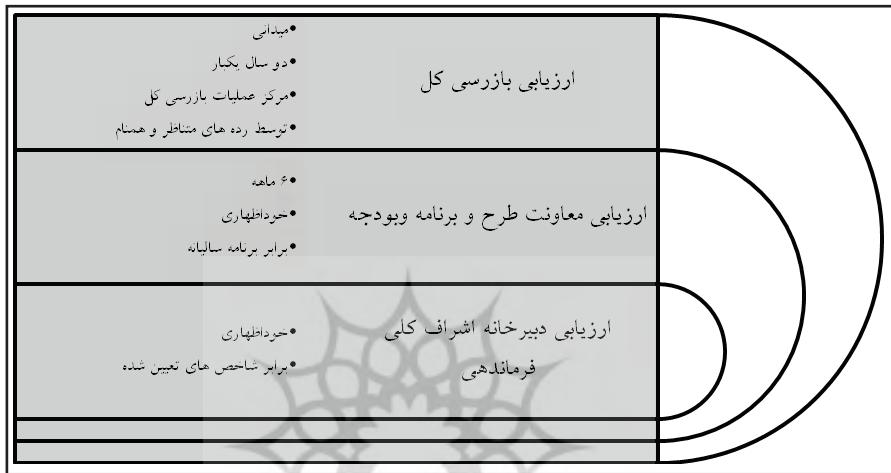 ارزیابی بازرسی کل
•میدانی
•دو سال یکبار
•مرکز عملیات بازرسی کل
•توسط رده های متناظر و همنام
ارزیابی معاونت طرح و برنامه وبودجه
•۶ ماهه
•خوداظهاری
•برابر برنامه سالیانه
ارزیابی دبیرخانه اشراف کلی
فرماندهی
•خوداظهاری
•برابر شاخص های تعیین شده